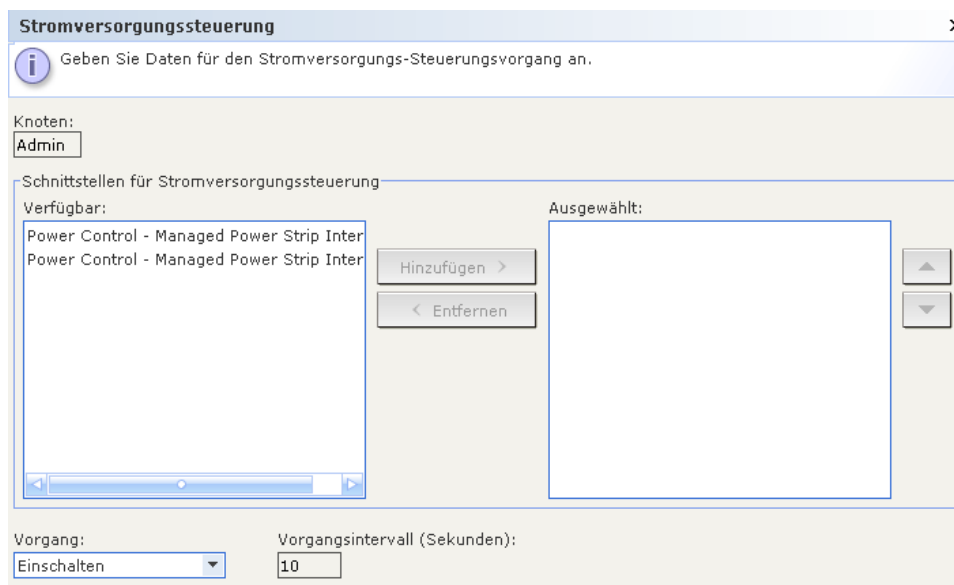 Stromversorgungssteuerung
Geben Sie Daten für den Stromversorgungs-Steuerungsvorgang an.
Knoten:
Admin
Schnittstellen für Stromversorgungssteuerung
Verfügbar:
Ausgewählt:
Power Control - Managed Power Strip Inter
Power Control - Managed Power Strip Inter
Hinzufügen >
< Entfernen
Vorgang:
Vorgangsintervall (Sekunden):
Einschalten
10